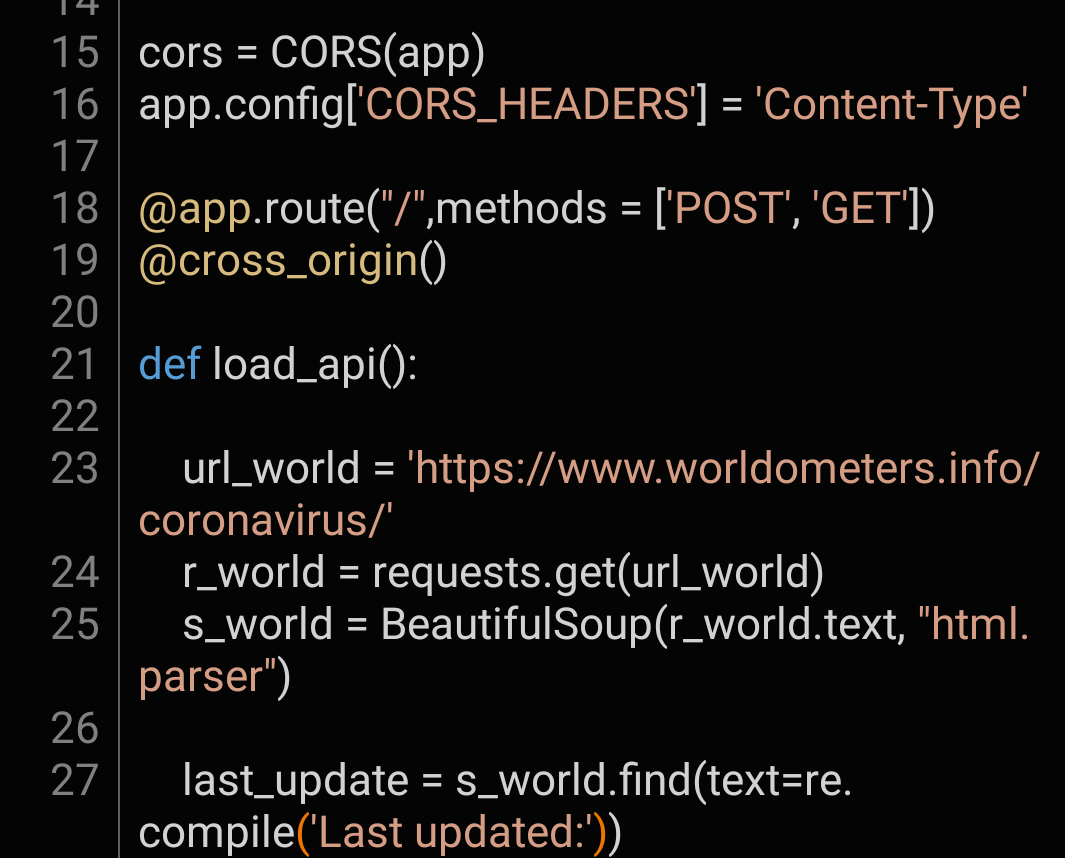 14
15 cors = CORS(app)
16 app.config['CORS_HEADERS'] = 'Content-Type'
17
18 @app.route("/",methods = ['POST', 'GET'])
19 @cross_origin()
20
21 def load_api():
22
23 url_world = 'https://www.worldometers.info/
coronavirus/'
24 r_world = requests.get(url_world)
25 s_world = BeautifulSoup(r_world.text, "html.
parser")
26
27 last_update = s_world.find(text=re.
compile('Last updated:'))